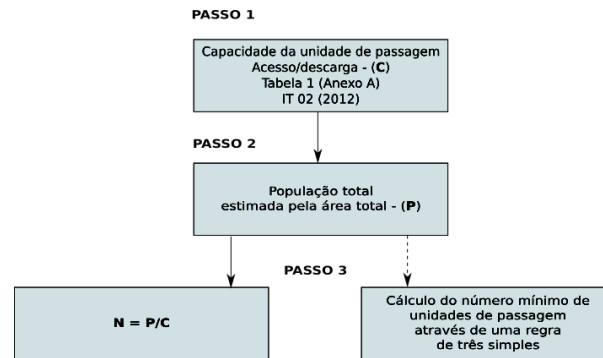 PASSO 1
Capacidade da unidade de passagem
Acesso/descarga - (C)
Tabela 1 (Anexo A)
IT 02 (2012)
PASSO 2
População total
estimada pela área total - (P)
PASSO 3
N = P/C
Cálculo do número mínimo de
unidades de passagem
através de uma regra
de três simples